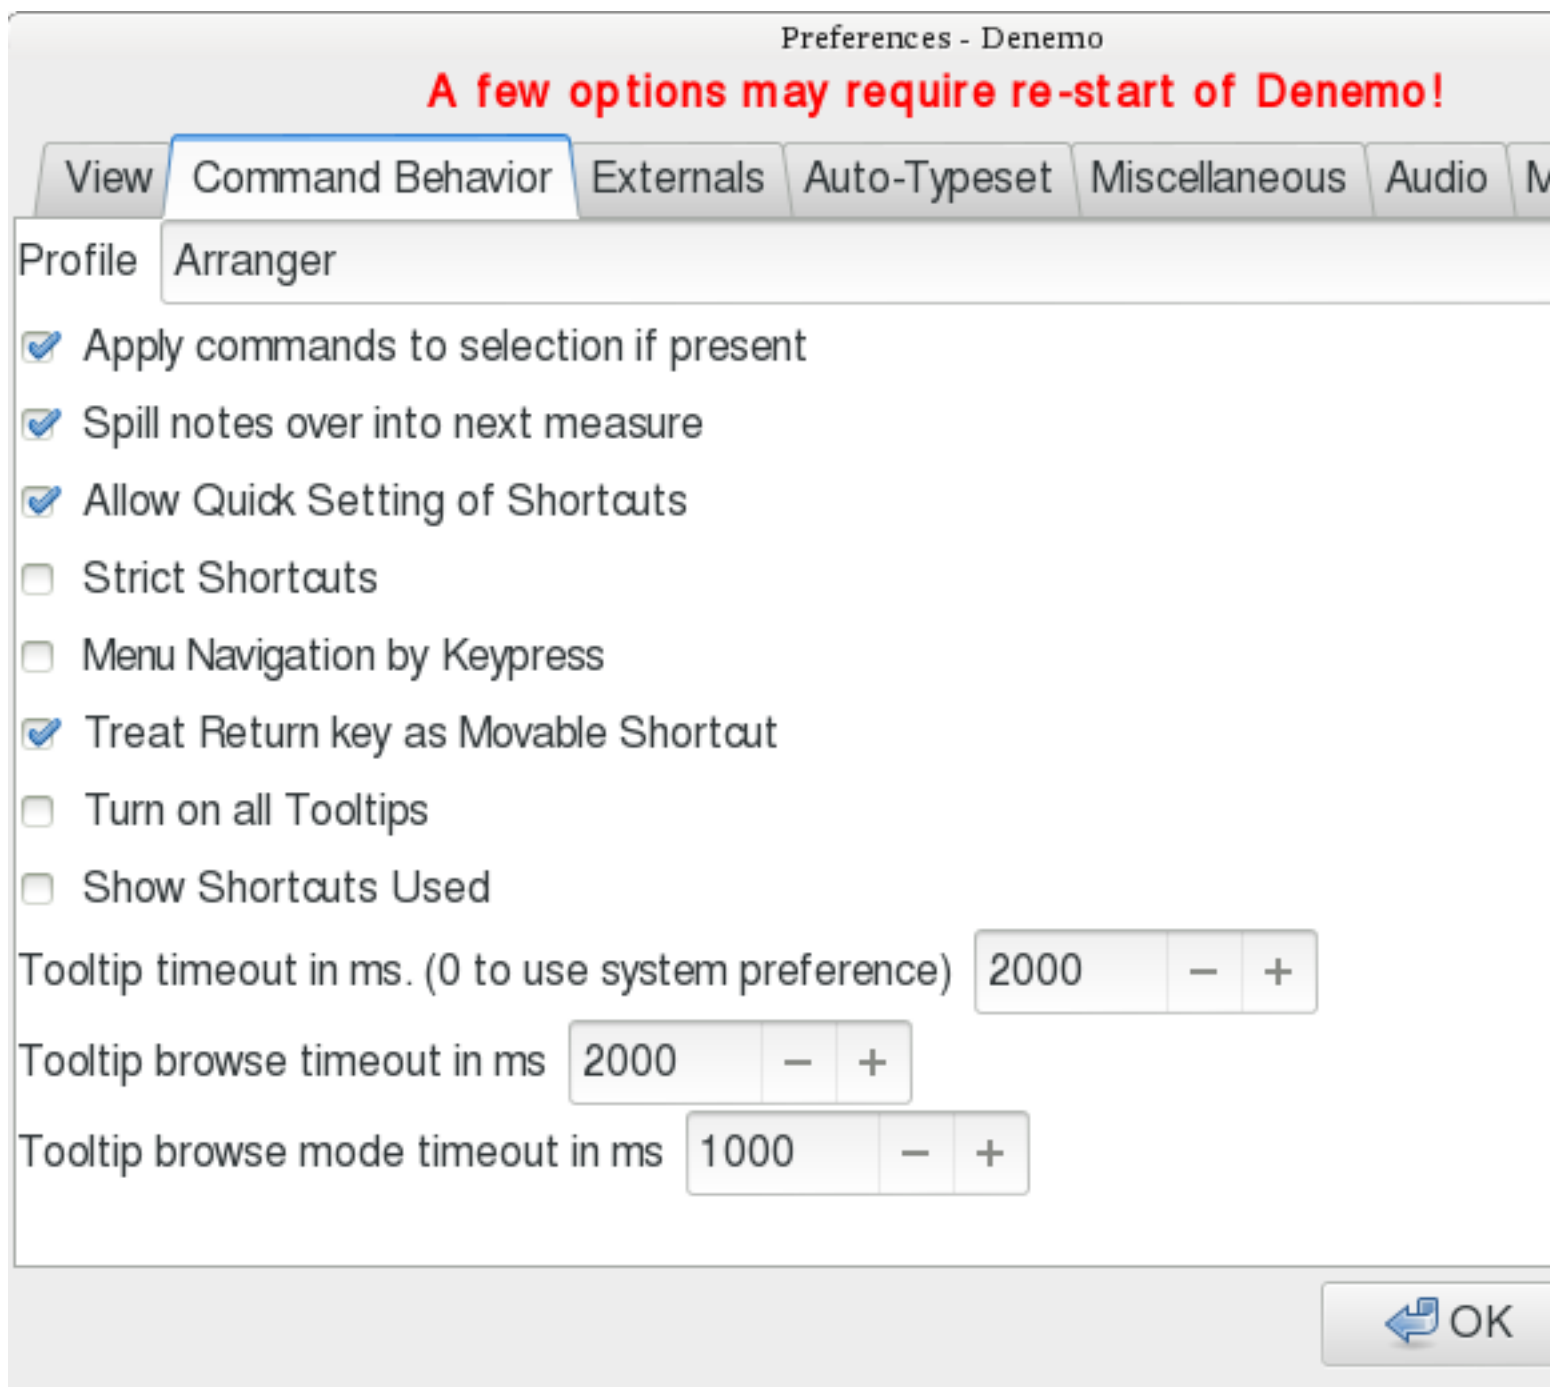 Preferences - Denemo
A few options may require re-start of Denemo!
View Command Behavior Externals Auto-Typeset Miscellaneous Audio M
Profile Arranger
Apply commands to selection if present
Spill notes over into next measure
Allow Quick Setting of Shortcuts
Strict Shortcuts
Menu Navigation by Keypress
Treat Return key as Movable Shortcut
Turn on all Tooltips
Show Shortcuts Used
Tooltip timeout in ms. (0 to use system preference) 2000 − +
Tooltip browse timeout in ms 2000 − +
Tooltip browse mode timeout in ms 1000 − +
OK